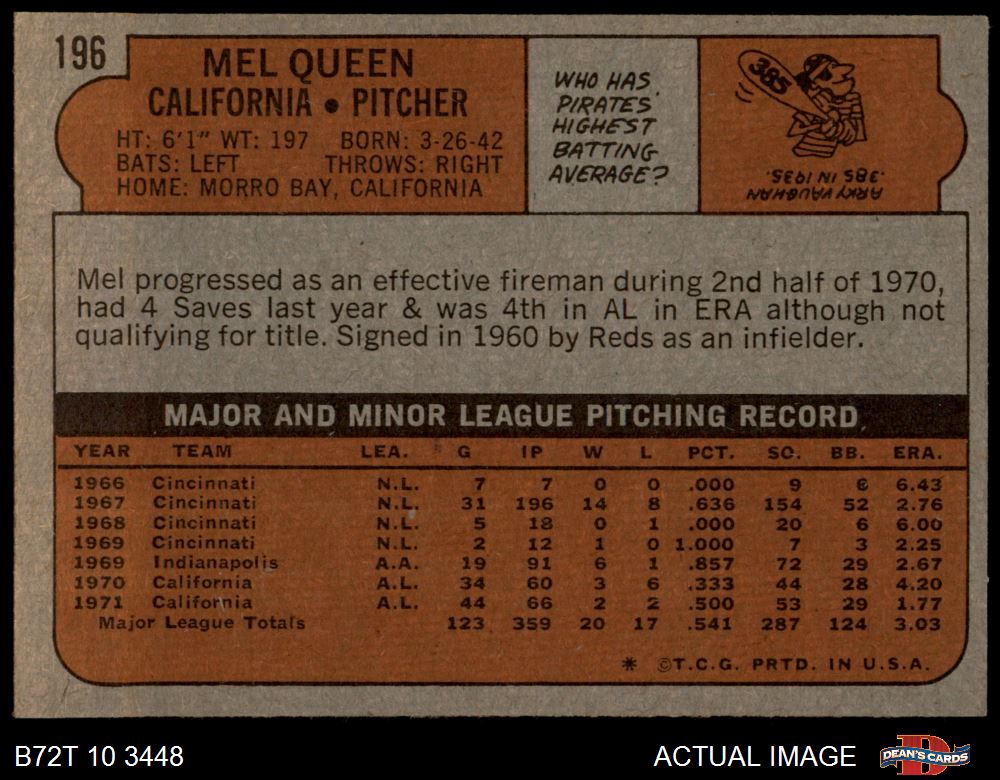 196
MEL QUEEN
CALIFORNIA • PITCHER
HT: 6'1" WT: 197 BORN: 3-26-42
BATS: LEFT THROWS: RIGHT
HOME: MORRO BAY, CALIFORNIA
WHO HAS
PIRATES'
HIGHEST
BATTING
AVERAGE?
385
ARKY VAUGHAN
.385 IN 1935.
Mel progressed as an effective fireman during 2nd half of 1970,
had 4 Saves last year & was 4th in AL in ERA although not
qualifying for title. Signed in 1960 by Reds as an infielder.
MAJOR AND MINOR LEAGUE PITCHING RECORD
YEAR TEAM LEA. G IP W L PCT. SO. BB. ERA.
1966 Cincinnati N.L. 7 7 0 0 .000 9 6 6.43
1967 Cincinnati N.L. 31 196 14 8 .636 154 52 2.76
1968 Cincinnati N.L. 5 18 0 1 .000 20 6 6.00
1969 Cincinnati N.L. 2 12 1 0 1.000 7 3 2.25
1969 Indianapolis A.A. 19 91 6 1 .857 72 29 2.67
1970 California A.L. 34 60 3 6 .333 44 28 4.20
1971 California A.L. 44 66 2 2 .500 53 29 1.77
Major League Totals 123 359 20 17 .541 287 124 3.03
* ©T.C.G. PRTD. IN U.S.A.
B72T 10 3448
ACTUAL IMAGE
DEAN'S CARDS